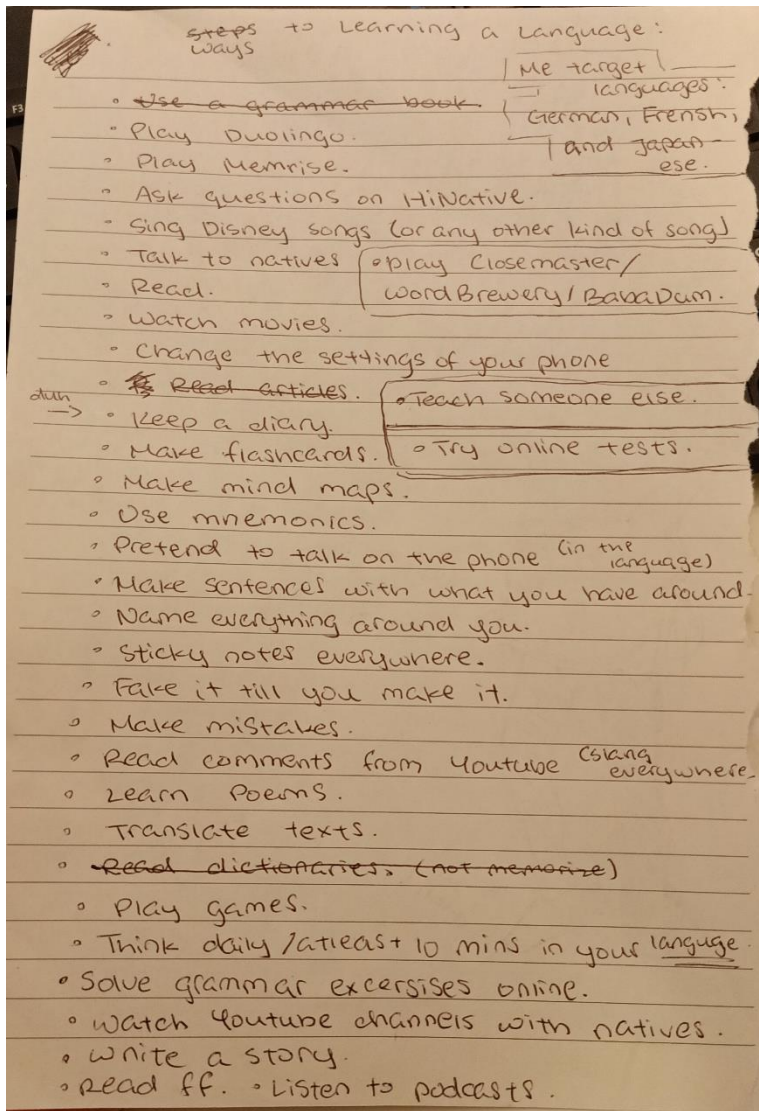 steps to Learning a Language:
ways
Me target
languages:
German, Frensh,
and Japan-
ese.
• Use a grammar book.
• Play Duolingo.
• Play Memrise.
• Ask questions on HiNative.
• Sing Disney songs (or any other kind of song)
• Talk to natives
• Play Closemaster/
WordBrewery/BabaDum.
• Read.
• Watch movies.
• Change the settings of your phone
• Read articles.
• Teach someone else.
duh → • Keep a diary.
• Make flashcards.
• Try online tests.
• Make mind maps.
• Use mnemonics.
• Pretend to talk on the phone (in the
language)
• Make sentences with what you have around.
• Name everything around you.
• Sticky notes everywhere.
• Fake it till you make it.
• Make mistakes.
• Read comments from Youtube (slang
everywhere.
• Learn Poems.
• Translate texts.
• Read dictionaries. (not memorize)
• Play games.
• Think daily /atleast 10 mins in your languge.
• Solve grammar excersises online.
• Watch Youtube channels with natives.
• Write a story.
• Read ff. • Listen to podcasts.
F3